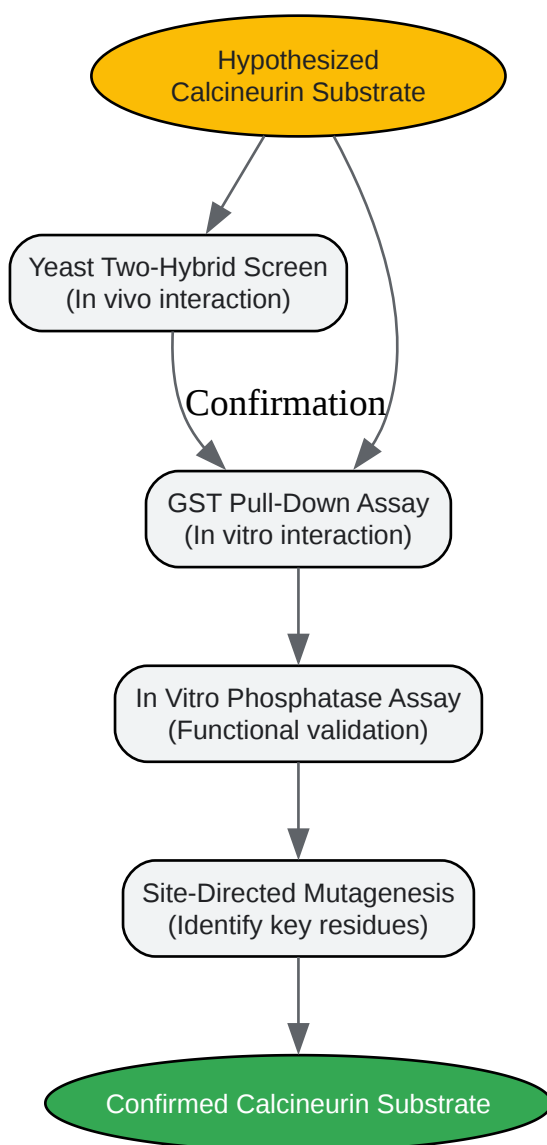 Hypothesized
Calcineurin Substrate
Yeast Two-Hybrid Screen
(In vivo interaction)
Confirmation
GST Pull-Down Assay
(In vitro interaction)
In Vitro Phosphatase Assay
(Functional validation)
Site-Directed Mutagenesis
(Identify key residues)
Confirmed Calcineurin Substrate